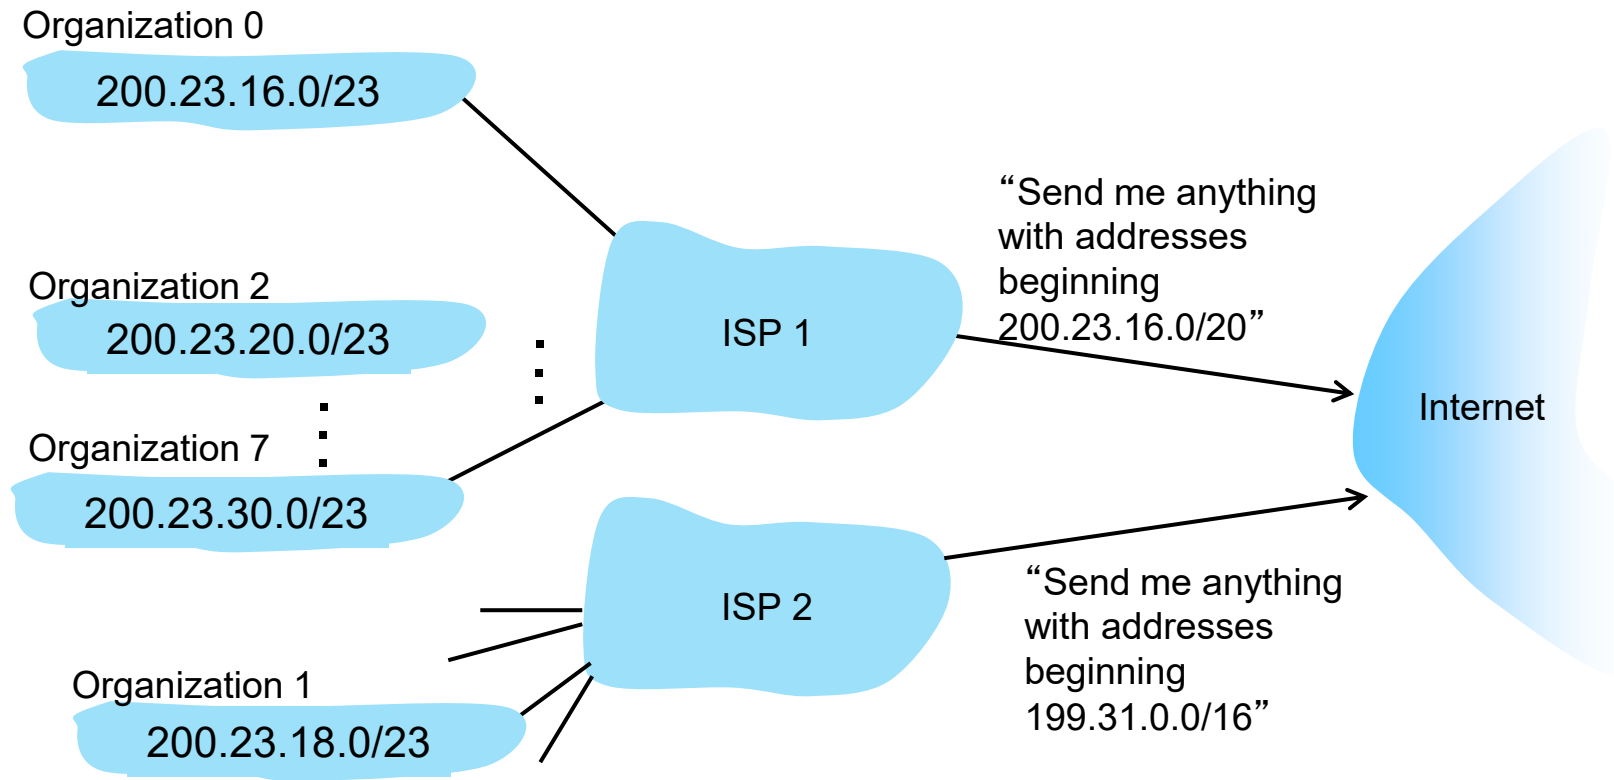 Organization 0
200.23.16.0/23
Organization 2
200.23.20.0/23
Organization 7
200.23.30.0/23
Organization 1
200.23.18.0/23
ISP 1
ISP 2
“Send me anything
with addresses
beginning
200.23.16.0/20”
“Send me anything
with addresses
beginning
199.31.0.0/16”
Internet